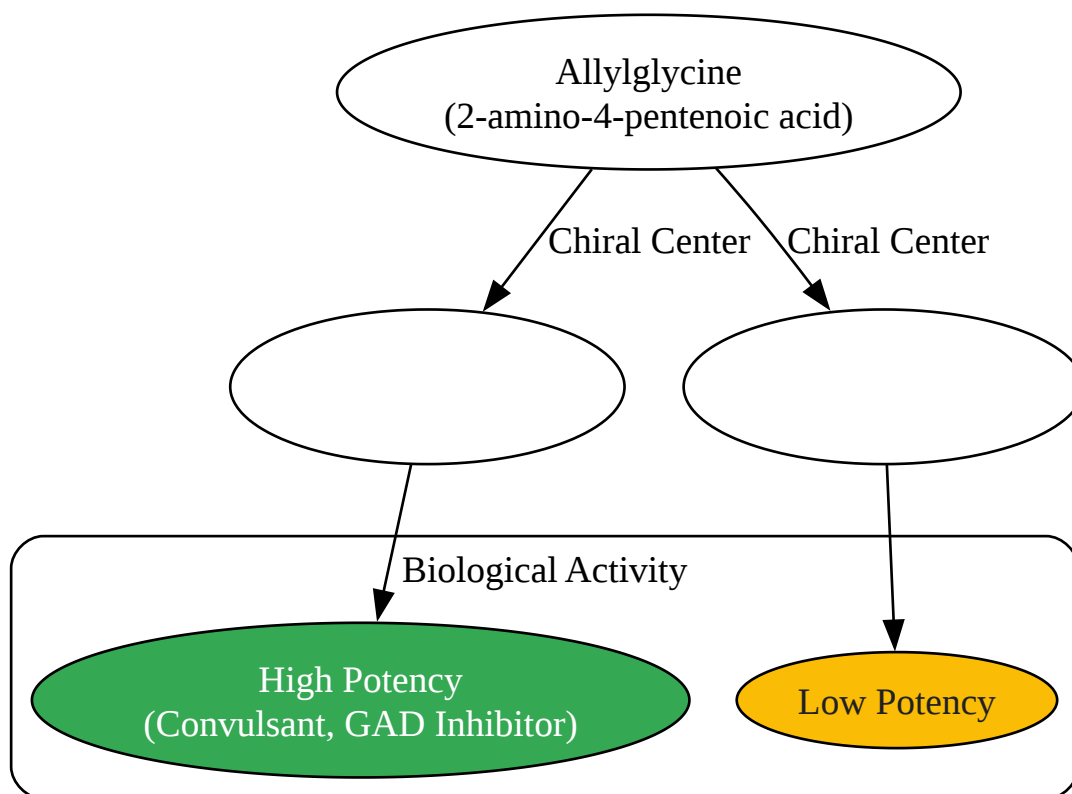 Allylglycine
(2-amino-4-pentenoic acid)
Chiral Center
Chiral Center
Biological Activity
High Potency
(Convulsant, GAD Inhibitor)
Low Potency